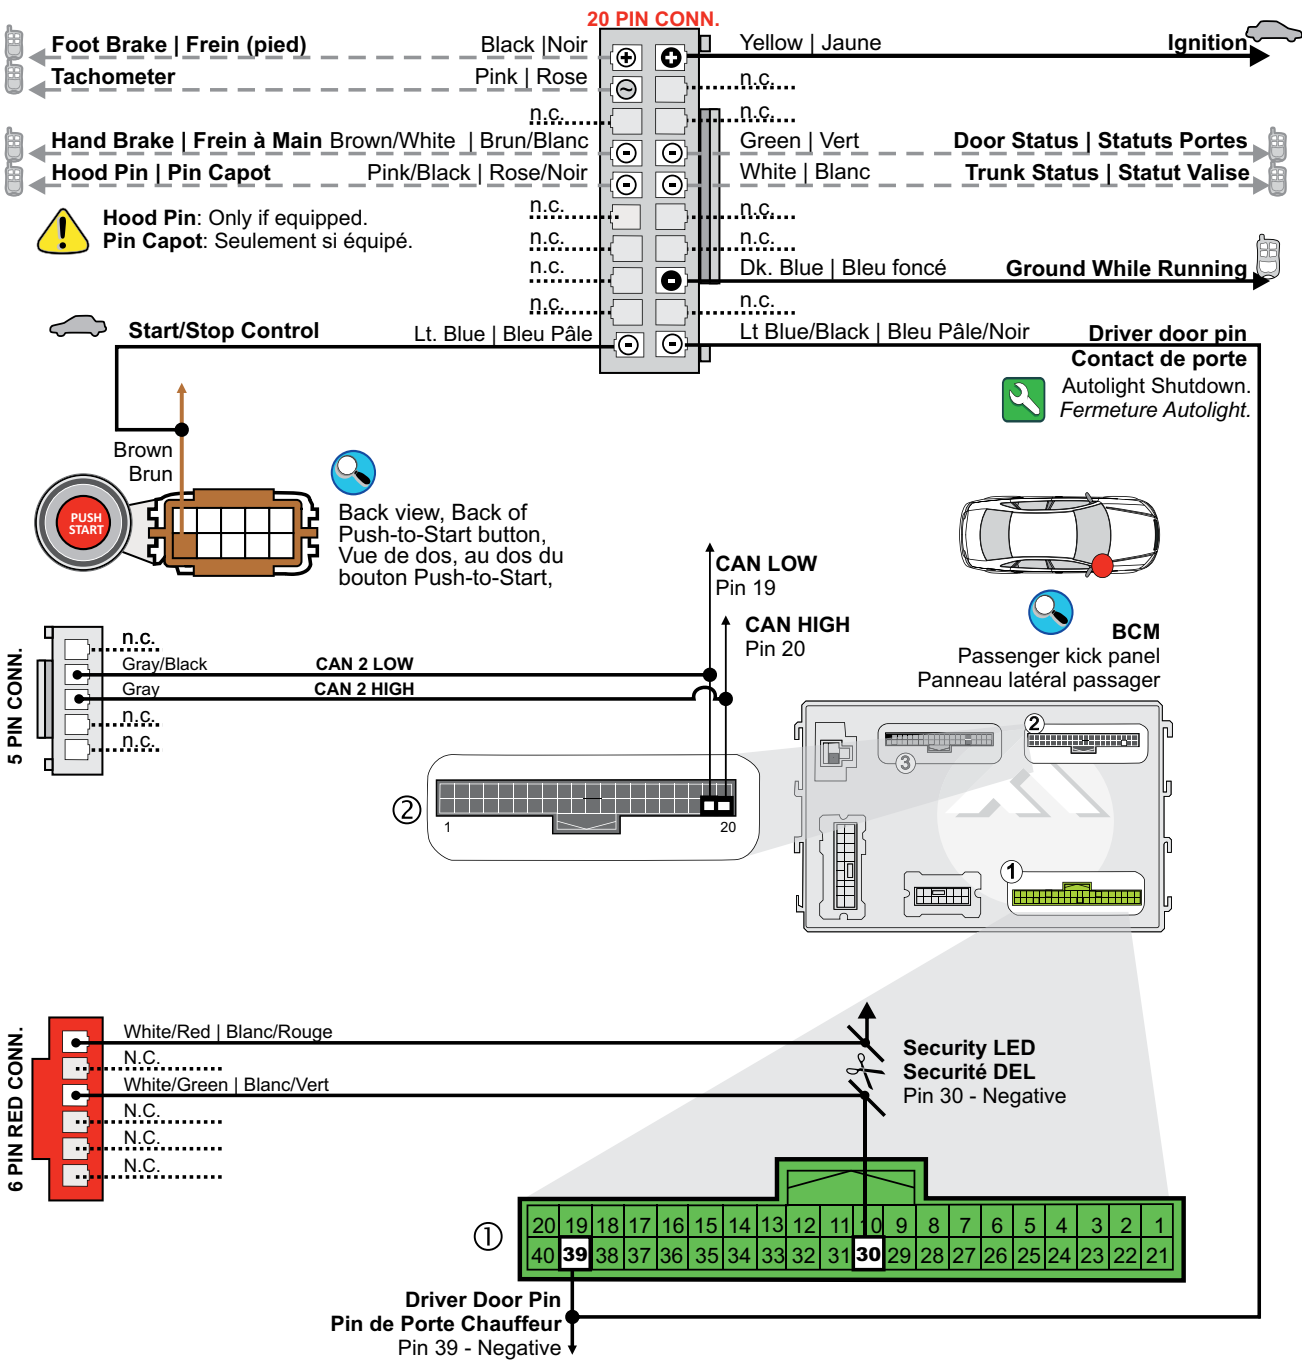 20 PIN CONN.
Foot Brake | Frein (pied)
Black |Noir
Yellow | Jaune
Ignition
Tachometer
Pink | Rose
n.c.
n.c.
n.c.
Hand Brake | Frein à Main Brown/White | Brun/Blanc
Green | Vert
Door Status | Statuts Portes
Hood Pin | Pin Capot
Pink/Black | Rose/Noir
White | Blanc
Trunk Status | Statut Valise
n.c.
n.c.
Hood Pin: Only if equipped.
Pin Capot: Seulement si équipé.
n.c.
n.c.
n.c.
Dk. Blue | Bleu foncé
Ground While Running
n.c.
n.c.
Start/Stop Control
Lt. Blue | Bleu Pâle
Lt Blue/Black | Bleu Pâle/Noir
Driver door pin
Contact de porte
Autolight Shutdown.
Fermeture Autolight.
Brown
Brun
PUSH
START
Back view, Back of
Push-to-Start button,
Vue de dos, au dos du
bouton Push-to-Start,
CAN LOW
Pin 19
CAN HIGH
Pin 20
BCM
Passenger kick panel
Panneau latéral passager
5 PIN CONN.
n.c.
Gray/Black
CAN 2 LOW
Gray
CAN 2 HIGH
n.c.
n.c.
2
3
2
1 20
1
6 PIN RED CONN.
White/Red | Blanc/Rouge
N.C.
White/Green | Blanc/Vert
N.C.
N.C.
N.C.
Security LED
Securité DEL
Pin 30 - Negative
1
20 19 18 17 16 15 14 13 12 11 10 9 8 7 6 5 4 3 2 1
40 39 38 37 36 35 34 33 32 31 30 29 28 27 26 25 24 23 22 21
Driver Door Pin
Pin de Porte Chauffeur
Pin 39 - Negative